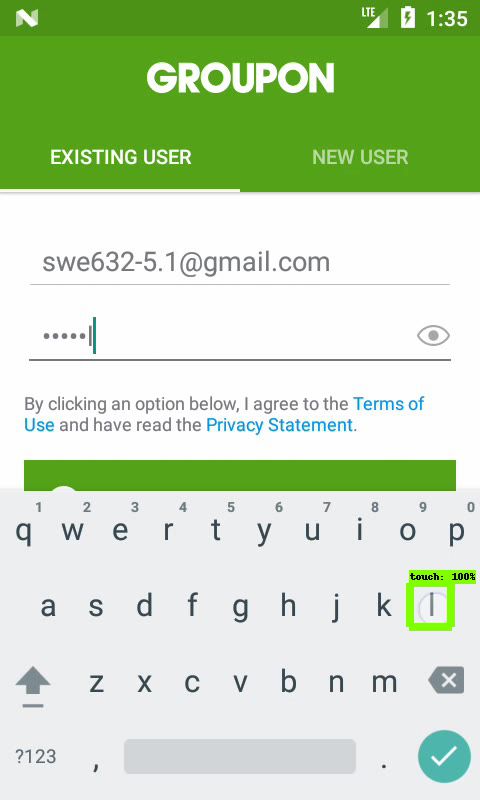 LTE 1:35
GROUPON
EXISTING USER NEW USER
swe632-5.1@gmail.com
•••••l
By clicking an option below, I agree to the Terms of
Use and have read the Privacy Statement.
1 2 3 4 5 6 7 8 9 0
q w e r t y u i o p
touch: 100%
a s d f g h j k l
z x c v b n m
?123 , .